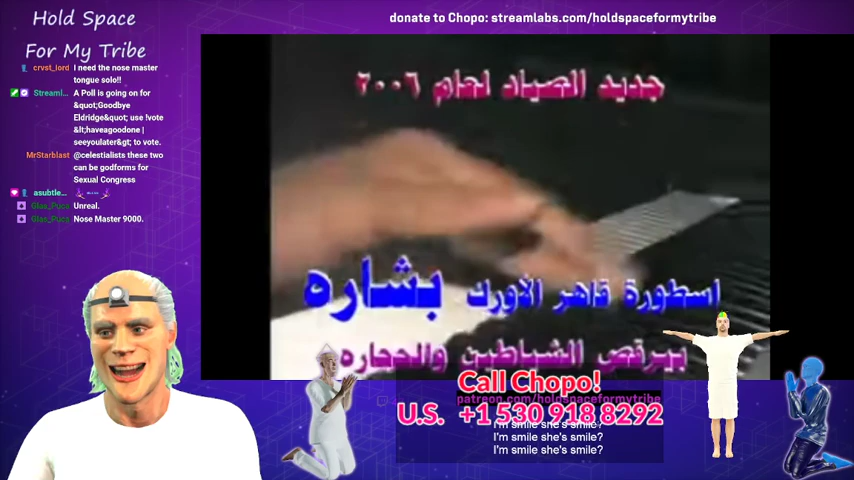 Hold Space
For My Tribe
donate to Chopo: streamlabs.com/holdspaceformytribe
crvst_lord I need the nose master
tongue solo!!
Streaml... A Poll is going on for
&quot;Goodbye
Eldridge&quot; use !vote
&lt;haveagoodone |
seeyoulater&gt; to vote.
MrStarblast @celestialists these two
can be godforms for
Sexual Congress
asubtle...
Glas_Pucs Unreal.
Glas_Pucs Nose Master 9000.
جديد الصياد لعام ٢٠٠٦
اسطورة قاهر الاورك بشاره
بيرقص الشياطين والحجاره
Call Chopo!
patreon.com/holdspaceformytribe
U.S. +1 530 918 8292
I'm smile she's smile?
I'm smile she's smile?
I'm smile she's smile?